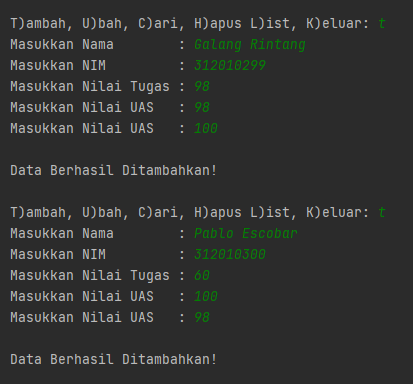 T)ambah, U)bah, C)ari, H)apus L)ist, K)eluar: t
Masukkan Nama        : Galang Rintang
Masukkan NIM         : 312010299
Masukkan Nilai Tugas : 98
Masukkan Nilai UAS   : 98
Masukkan Nilai UAS   : 100
Data Berhasil Ditambahkan!
T)ambah, U)bah, C)ari, H)apus L)ist, K)eluar: t
Masukkan Nama        : Pablo Escobar
Masukkan NIM         : 312010300
Masukkan Nilai Tugas : 60
Masukkan Nilai UAS   : 100
Masukkan Nilai UAS   : 98
Data Berhasil Ditambahkan!